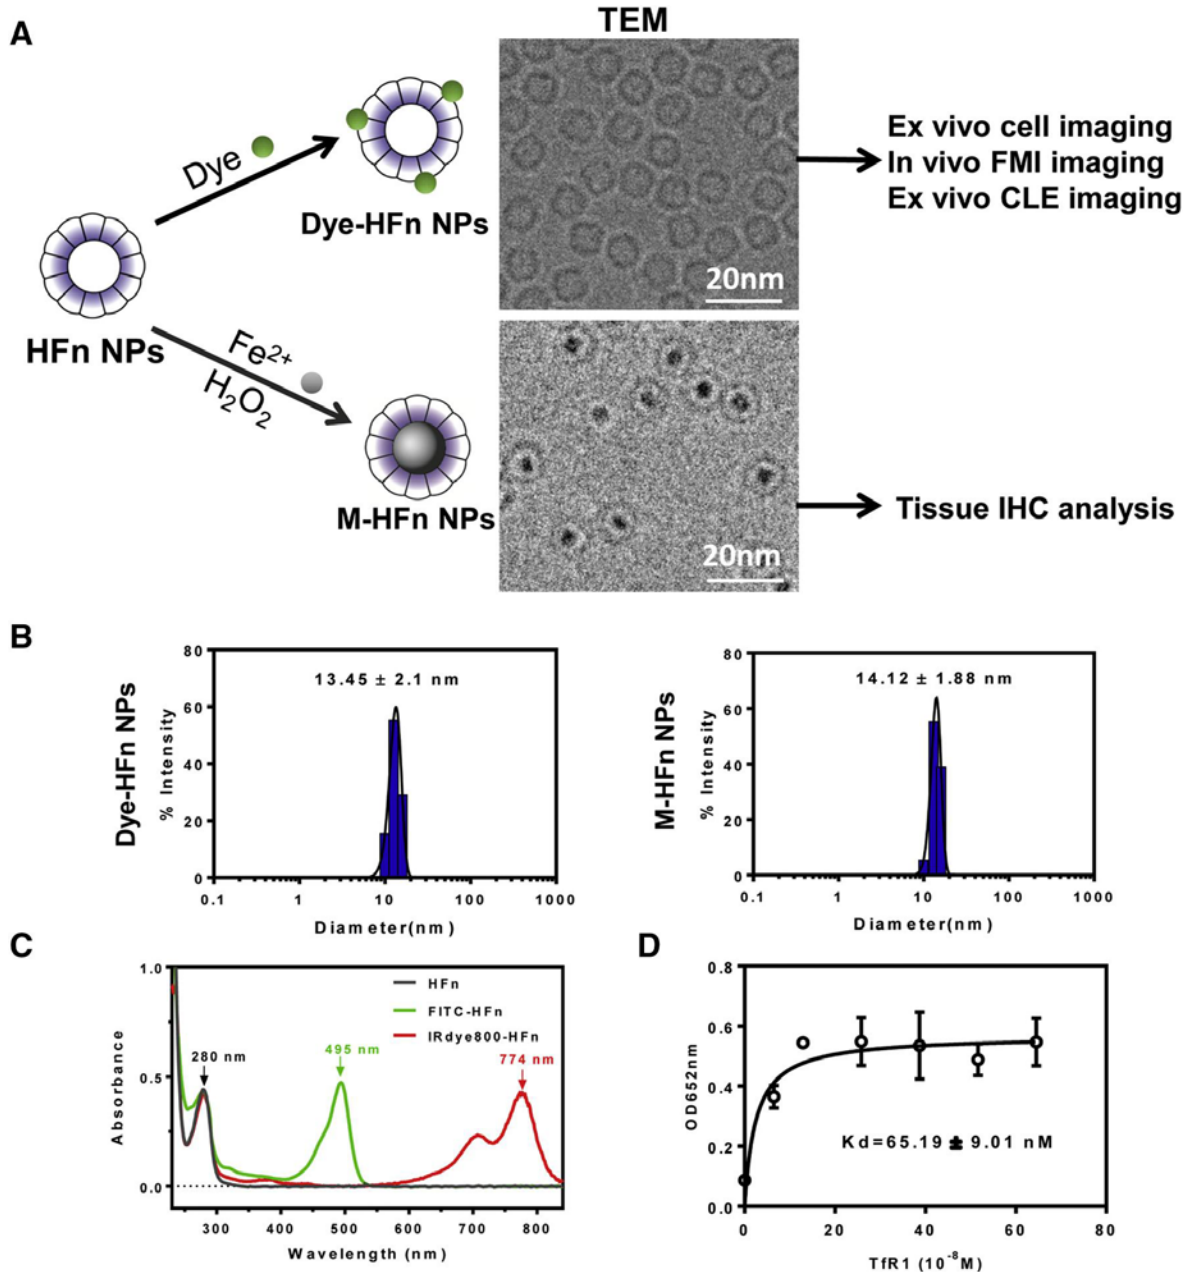 A
TEM
Dye
Dye-HFn NPs
20nm
Ex vivo cell imaging
In vivo FMI imaging
Ex vivo CLE imaging
HFn NPs
Fe²⁺
H₂O₂
M-HFn NPs
20nm
Tissue IHC analysis
B
Dye-HFn NPs
% Intensity
80
60
40
20
0
13.45 ± 2.1 nm
0.1 1 10 100 1000
Diameter(nm)
M-HFn NPs
% Intensity
80
60
40
20
0
14.12 ± 1.88 nm
0.1 1 10 100 1000
Diameter(nm)
C
Absorbance
1.0
0.5
0.0
HFn
FITC-HFn
IRdye800-HFn
280 nm
495 nm
774 nm
300 400 500 600 700 800
Wavelength (nm)
D
OD652nm
0.8
0.6
0.4
0.2
0.0
Kd=65.19 ± 9.01 nM
0 20 40 60 80
TfR1 (10⁻⁸M)